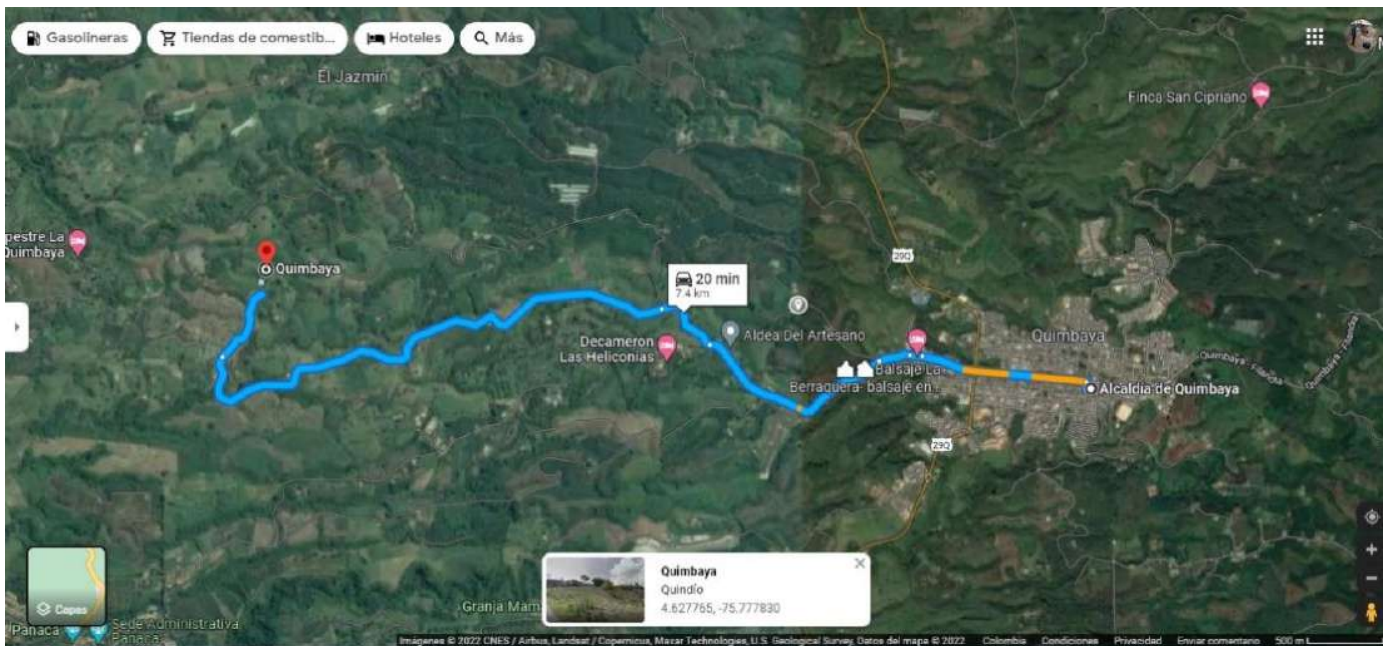 Gasolineras
Tiendas de comestib...
Hoteles
Más
El Jazmín
Finca San Cipriano
pestre La
Quimbaya
Quimbaya
29Q
20 min
7.4 km
Aldea Del Artesano
Decameron
Las Heliconias
Quimbaya
Balsaje La
Berraquera- balsaje en...
Alcaldía de Quimbaya
Quimbaya - Filandia
29Q
Quimbaya
Quindío
4.627765, -75.777830
Capas
Granja Mam
Sede Administrativa
Panaca
Panaca
Imágenes © 2022 CNES / Airbus, Landsat / Copernicus, Maxar Technologies, U.S. Geological Survey, Datos del mapa © 2022 Colombia Condiciones Privacidad Enviar comentario 500 m